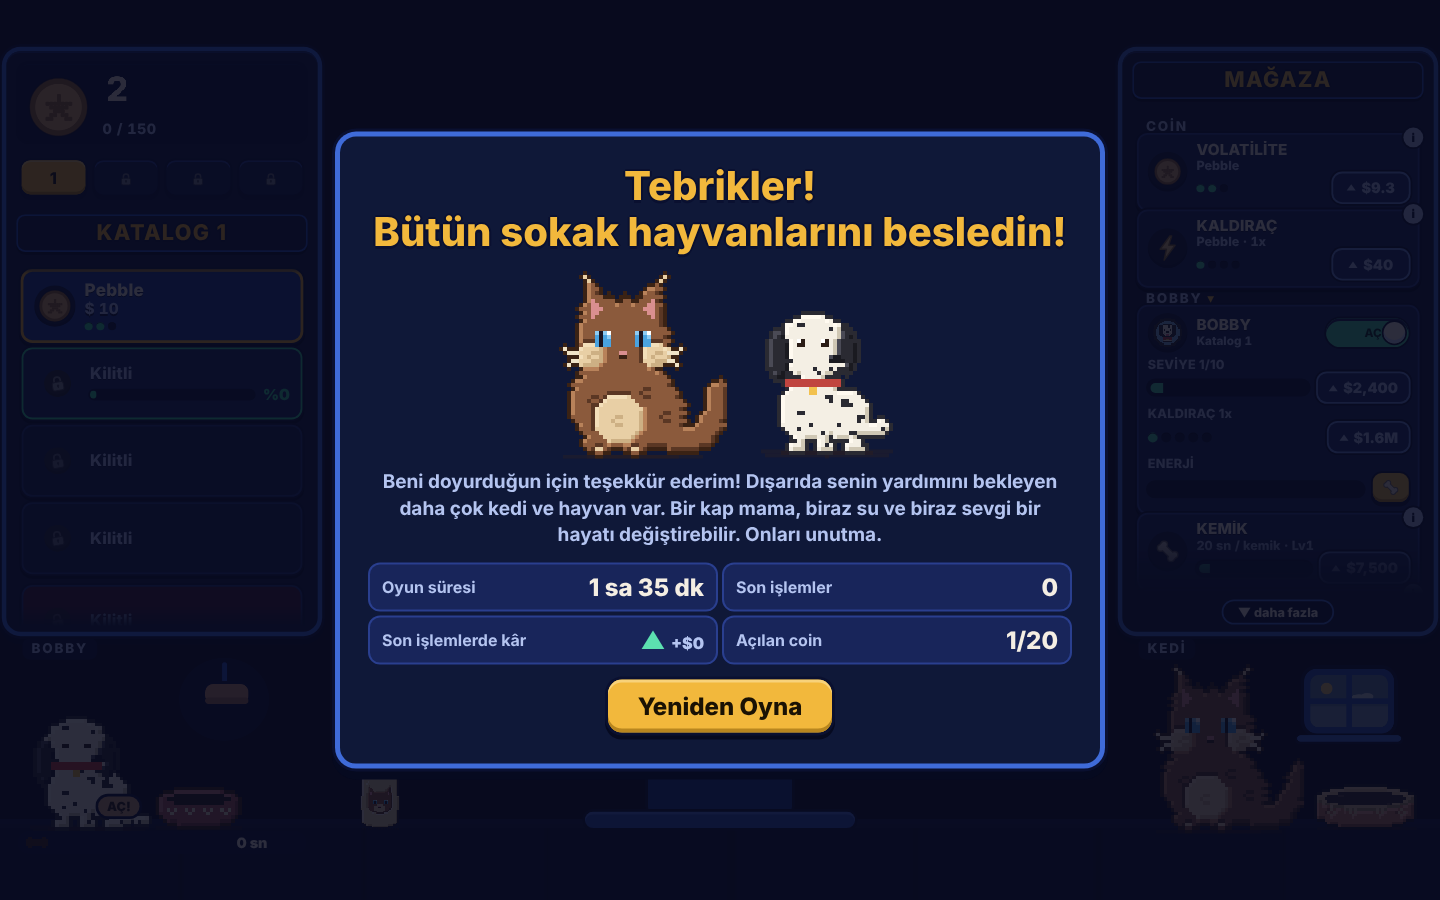 2
0 / 150
1
KATALOG 1
Pebble
$ 10
Kilitli
%0
Kilitli
Kilitli
Kilitli
BOBBY
AÇ!
0 sn
Tebrikler!
Bütün sokak hayvanlarını besledin!
Beni doyurduğun için teşekkür ederim! Dışarıda senin yardımını bekleyen
daha çok kedi ve hayvan var. Bir kap mama, biraz su ve biraz sevgi bir
hayatı değiştirebilir. Onları unutma.
Oyun süresi 1 sa 35 dk
Son işlemler 0
Son işlemlerde kâr +$0
Açılan coin 1/20
Yeniden Oyna
MAĞAZA
COİN
i
VOLATİLİTE
Pebble
$9.3
i
KALDIRAÇ
Pebble · 1x
$40
BOBBY ▾
BOBBY
Katalog 1
AÇ
SEVİYE 1/10
$2,400
KALDIRAÇ 1x
$1.6M
ENERJİ
i
KEMİK
20 sn / kemik · Lv1
$7,500
▼ daha fazla
KEDİ